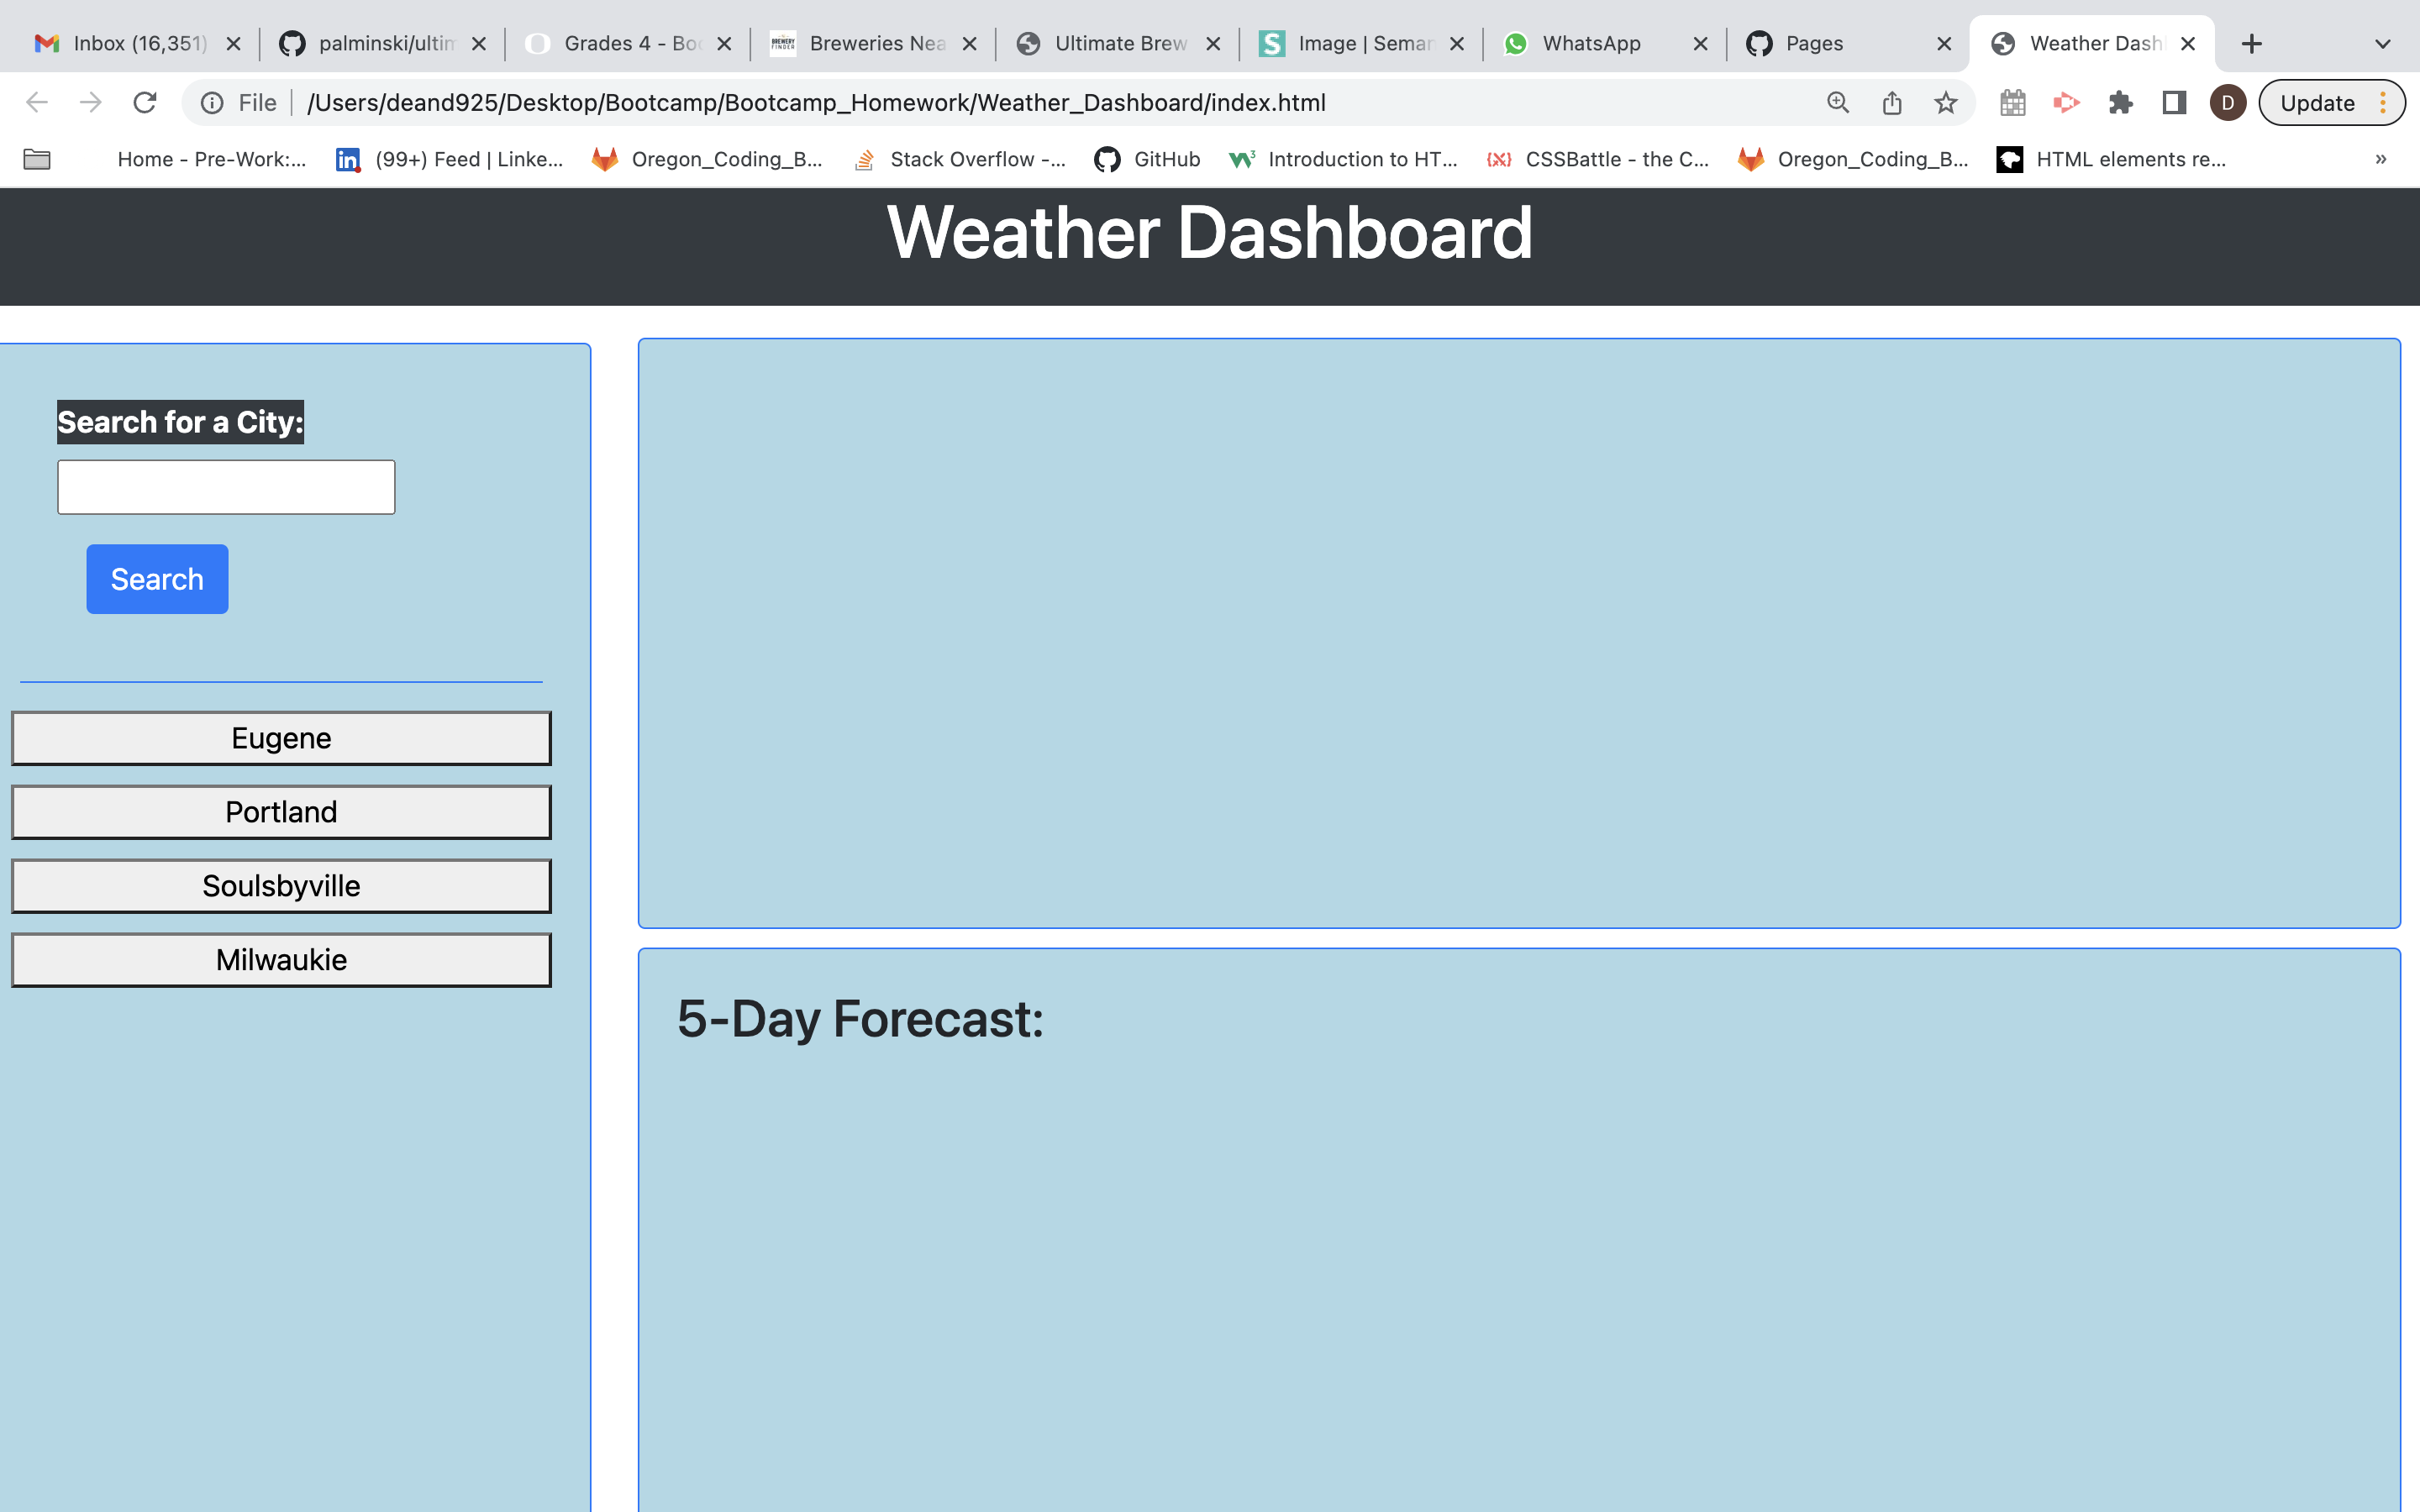 Inbox (16,351) palminski/ultim Grades 4 - Boo Breweries Nea Ultimate Brew Image | Seman WhatsApp Pages Weather Dash
File /Users/deand925/Desktop/Bootcamp/Bootcamp_Homework/Weather_Dashboard/index.html D Update
Home - Pre-Work:... (99+) Feed | Linke... Oregon_Coding_B... Stack Overflow -... GitHub Introduction to HT... CSSBattle - the C... Oregon_Coding_B... HTML elements re... »
Weather Dashboard
Search for a City:
Search
Eugene
Portland
Soulsbyville
Milwaukie
5-Day Forecast: